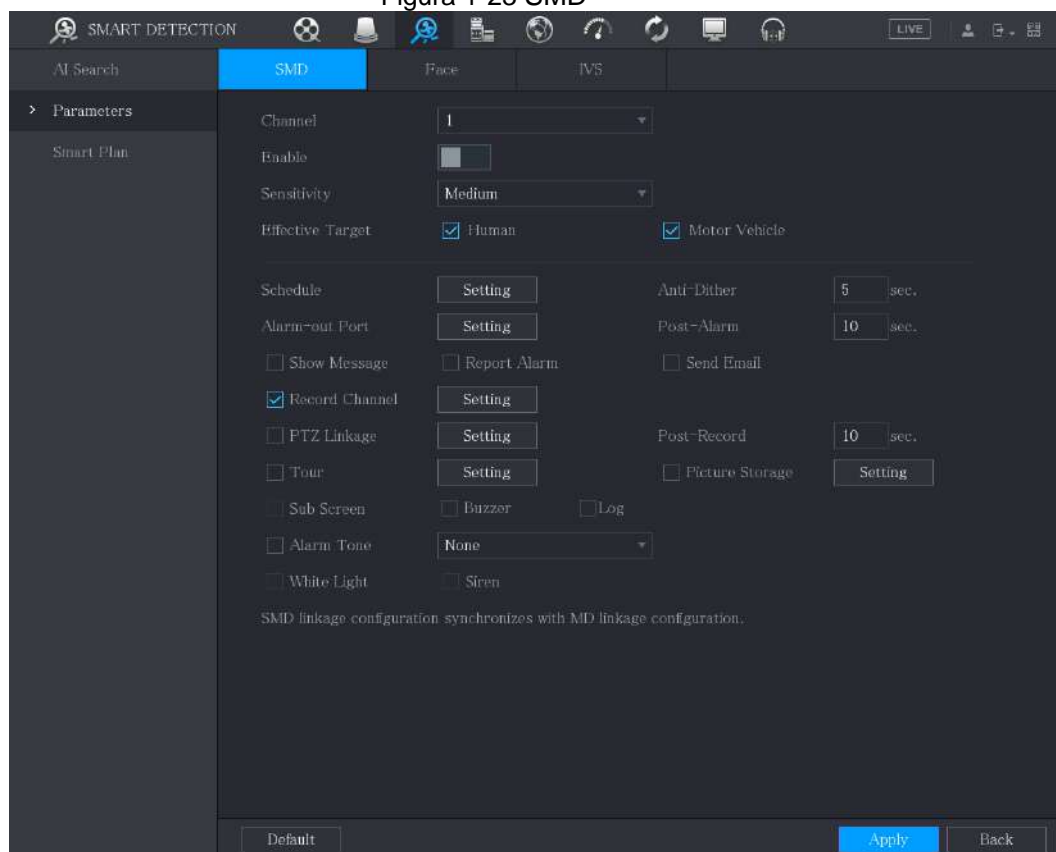 Figura 1-28 SMD
SMART DETECTION
LIVE
AI Search
SMD
Face
IVS
Parameters
Smart Plan
Channel 1
Enable
Sensitivity Medium
Effective Target Human Motor Vehicle
Schedule Setting Anti-Dither 5 sec.
Alarm-out Port Setting Post-Alarm 10 sec.
Show Message Report Alarm Send Email
Record Channel Setting
PTZ Linkage Setting Post-Record 10 sec.
Tour Setting Picture Storage Setting
Sub Screen Buzzer Log
Alarm Tone None
White Light Siren
SMD linkage configuration synchronizes with MD linkage configuration.
Default Apply Back